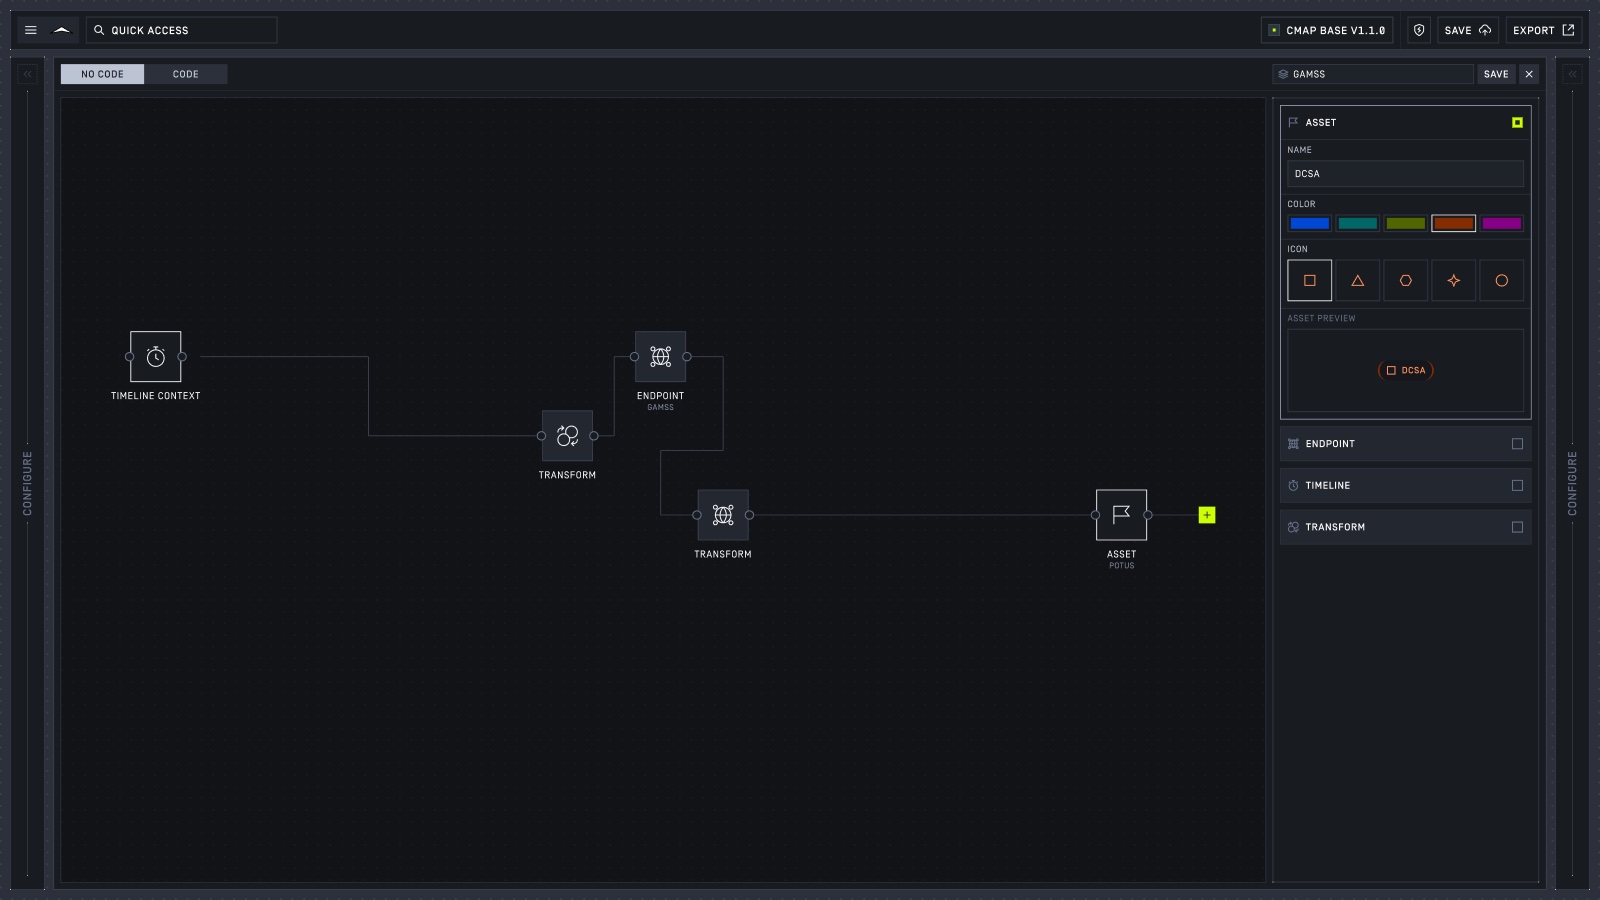 QUICK ACCESS
CMAP BASE V1.1.0
SAVE
EXPORT
NO CODE
CODE
GAMSS
SAVE
CONFIGURE
TIMELINE CONTEXT
TRANSFORM
ENDPOINT
GAMSS
TRANSFORM
ASSET
POTUS
ASSET
NAME
DCSA
COLOR
ICON
ASSET PREVIEW
DCSA
ENDPOINT
TIMELINE
TRANSFORM
CONFIGURE